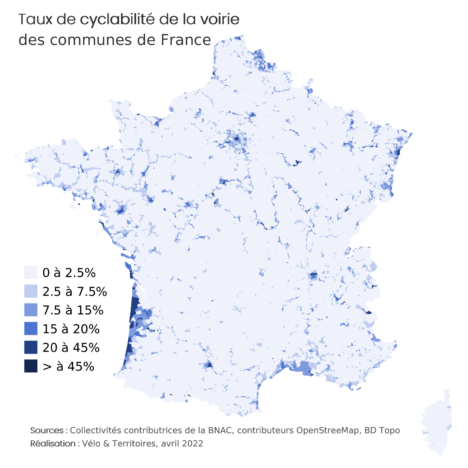 Taux de cyclabilité de la voirie
des communes de France
0 à 2.5%
2.5 à 7.5%
7.5 à 15%
15 à 20%
20 à 45%
> à 45%
Sources : Collectivités contributrices de la BNAC, contributeurs OpenStreetMap, BD Topo
Réalisation : Vélo & Territoires, avril 2022